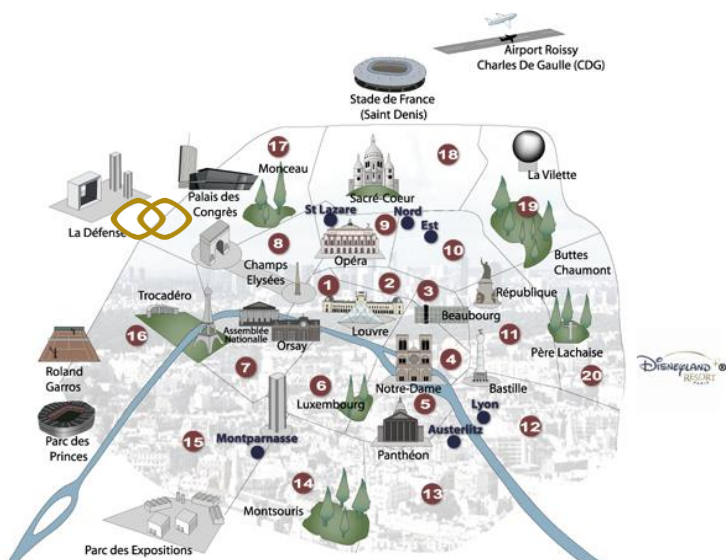 Airport Roissy
Charles De Gaulle (CDG)
Stade de France
(Saint Denis)
17
Monceau
18
La Vilette
Palais des
Congrès
Sacré-Coeur
La Défense
19
St Lazare
Nord
9
Est
8
10
Opéra
Buttes
Chaumont
Champs
Elysées
1
2
3
République
Trocadéro
Beaubourg
Louvre
16
Assemblée
Nationalle
Orsay
11
Père Lachaise
Roland
Garros
7
4
20
Disneyland®
RESORT
PARIS
6
Notre-Dame
Bastille
Luxembourg
5
Parc des
Princes
Lyon
15
Montparnasse
Austerlitz
12
Panthéon
14
13
Montsouris
Parc des Expositions